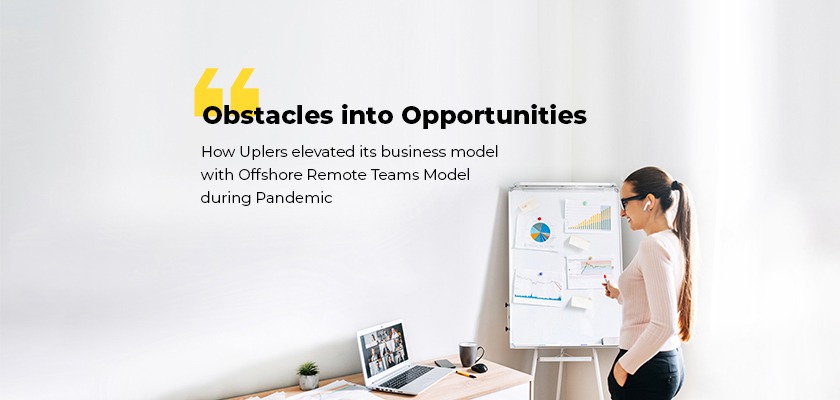 Obstacles into Opportunities
How Uplers elevated its business model
with Offshore Remote Teams Model
during Pandemic